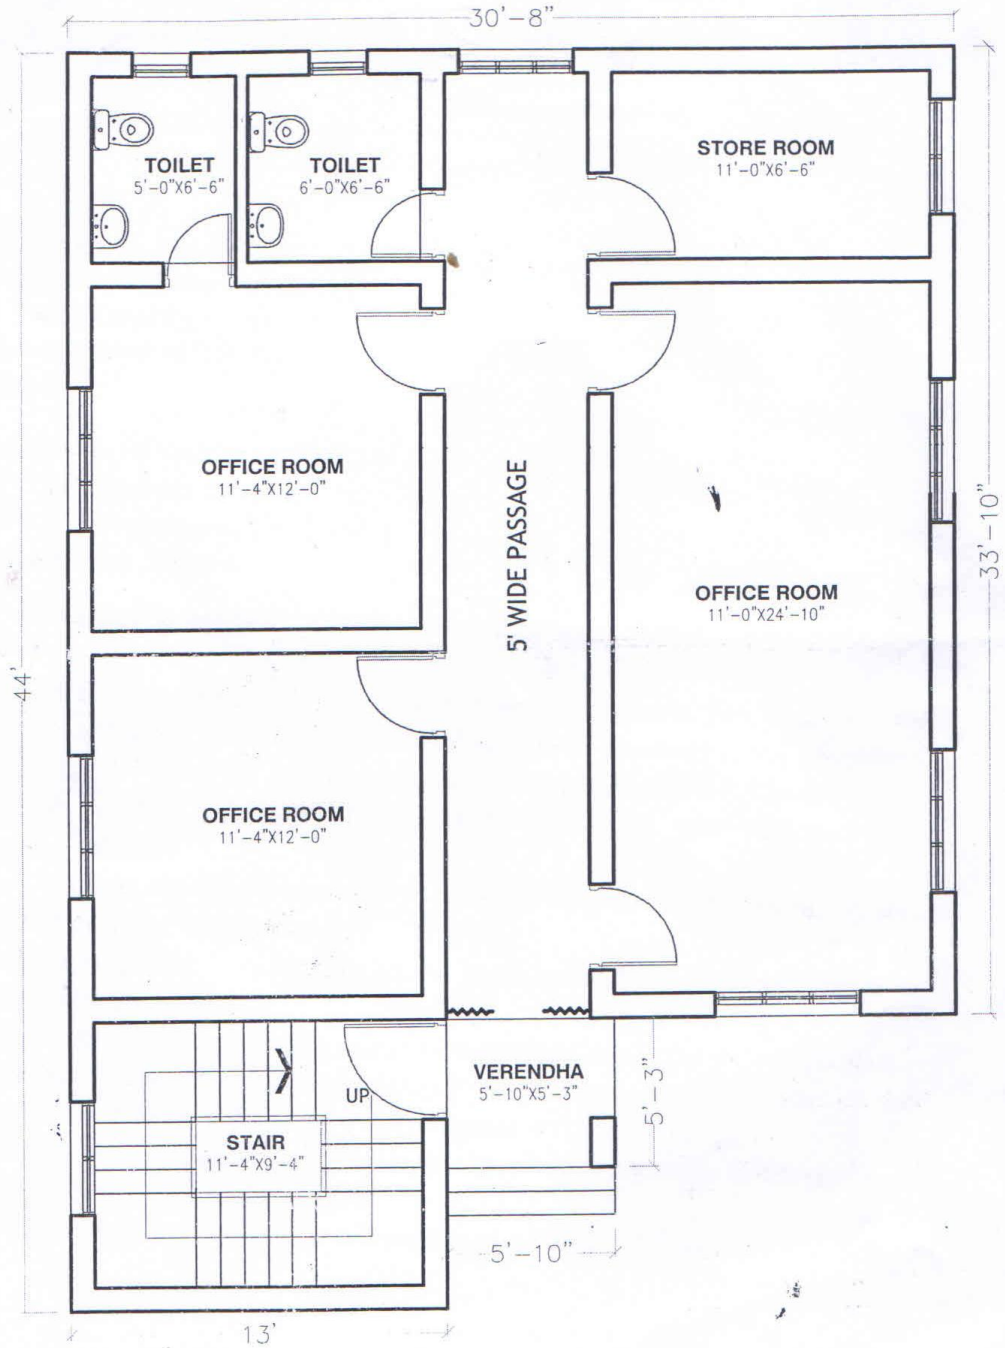 30'-8"
TOILET
5'-0"X6'-6"
TOILET
6'-0"X6'-6"
STORE ROOM
11'-0"X6'-6"
OFFICE ROOM
11'-4"X12'-0"
5' WIDE PASSAGE
OFFICE ROOM
11'-0"X24'-10"
33'-10"
44'
OFFICE ROOM
11'-4"X12'-0"
VERENDHA
5'-10"X5'-3"
UP
5'-3"
STAIR
11'-4"X9'-4"
5'-10"
13'